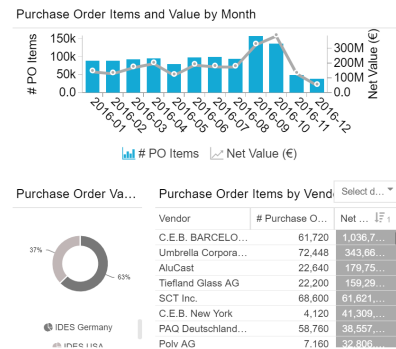 Purchase Order Items and Value by Month
# PO Items
150k
100k
50k
0.0
300M
200M
100M
0.0
Net Value (€)
2016-01
2016-02
2016-03
2016-04
2016-05
2016-06
2016-07
2016-08
2016-09
2016-10
2016-11
2016-12
# PO Items Net Value (€)
Purchase Order Va...
37%
63%
IDES Germany
IDES USA
Purchase Order Items by Vend
Select d...
Vendor # Purchase O... Net ... 1
C.E.B. BARCELO... 61,720 1,036,7...
Umbrella Corpora... 72,448 343,66...
AluCast 22,640 179,75...
Tiefland Glass AG 22,200 159,29...
SCT Inc. 68,600 61,621,...
C.E.B. New York 4,120 41,309,...
PAQ Deutschland... 58,760 38,557,...
Poly AG 7,160 32,806,...